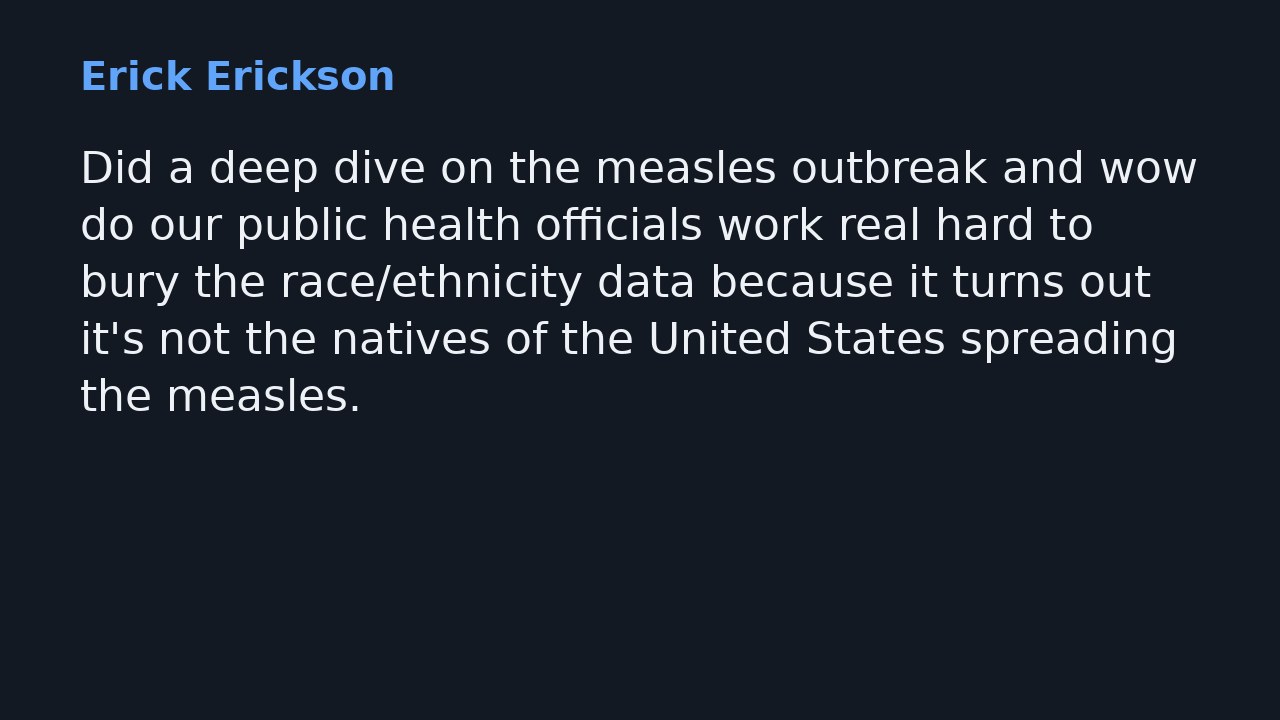 Erick Erickson
Did a deep dive on the measles outbreak and wow
do our public health officials work real hard to
bury the race/ethnicity data because it turns out
it's not the natives of the United States spreading
the measles.